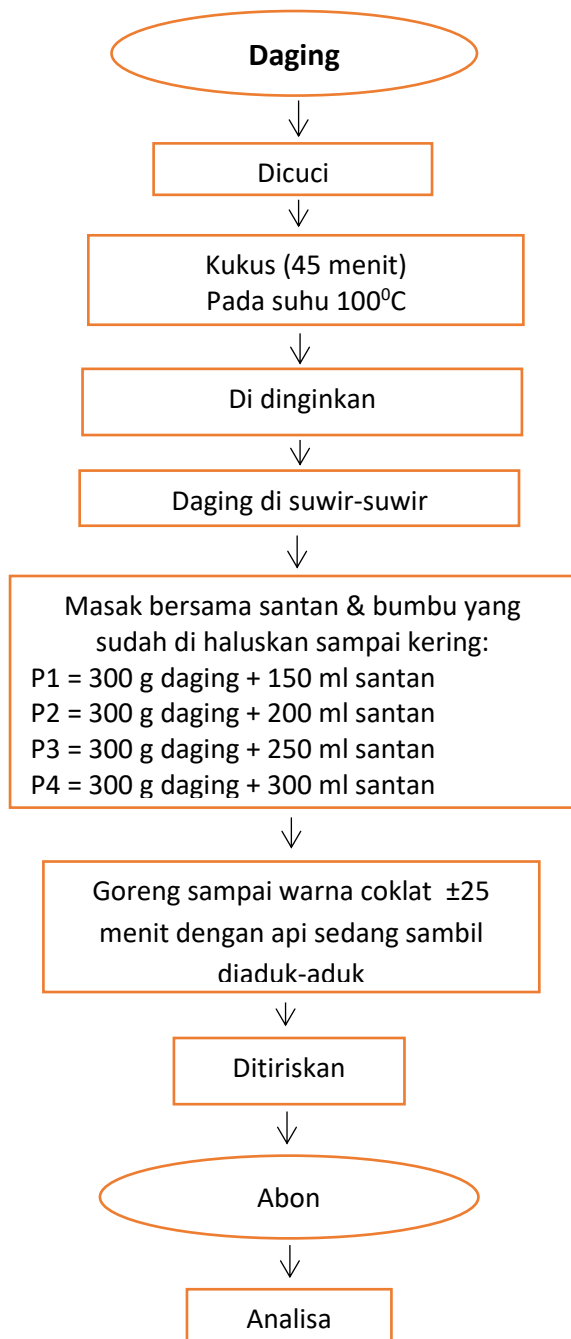 Daging
Dicuci
Kukus (45 menit)
Pada suhu 100⁰C
Di dinginkan
Daging di suwir-suwir
Masak bersama santan & bumbu yang
sudah di haluskan sampai kering:
P1 = 300 g daging + 150 ml santan
P2 = 300 g daging + 200 ml santan
P3 = 300 g daging + 250 ml santan
P4 = 300 g daging + 300 ml santan
Goreng sampai warna coklat ±25
menit dengan api sedang sambil
diaduk-aduk
Ditiriskan
Abon
Analisa